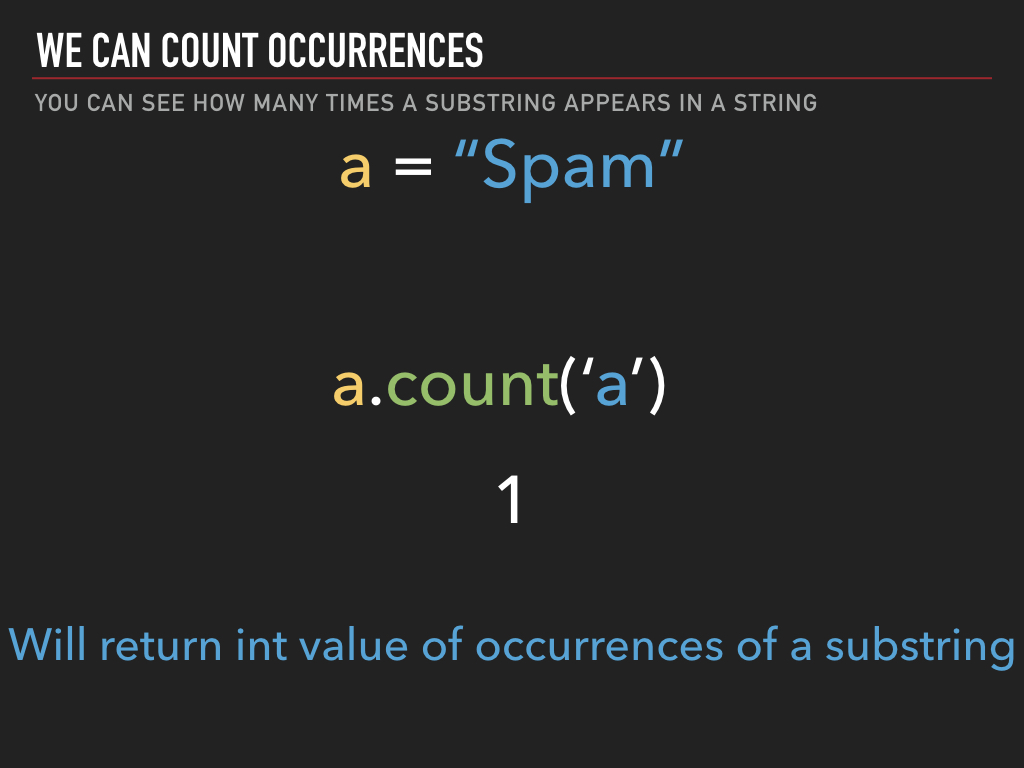 WE CAN COUNT OCCURRENCES
YOU CAN SEE HOW MANY TIMES A SUBSTRING APPEARS IN A STRING
a = “Spam”
a.count(‘a’)
1
Will return int value of occurrences of a substring